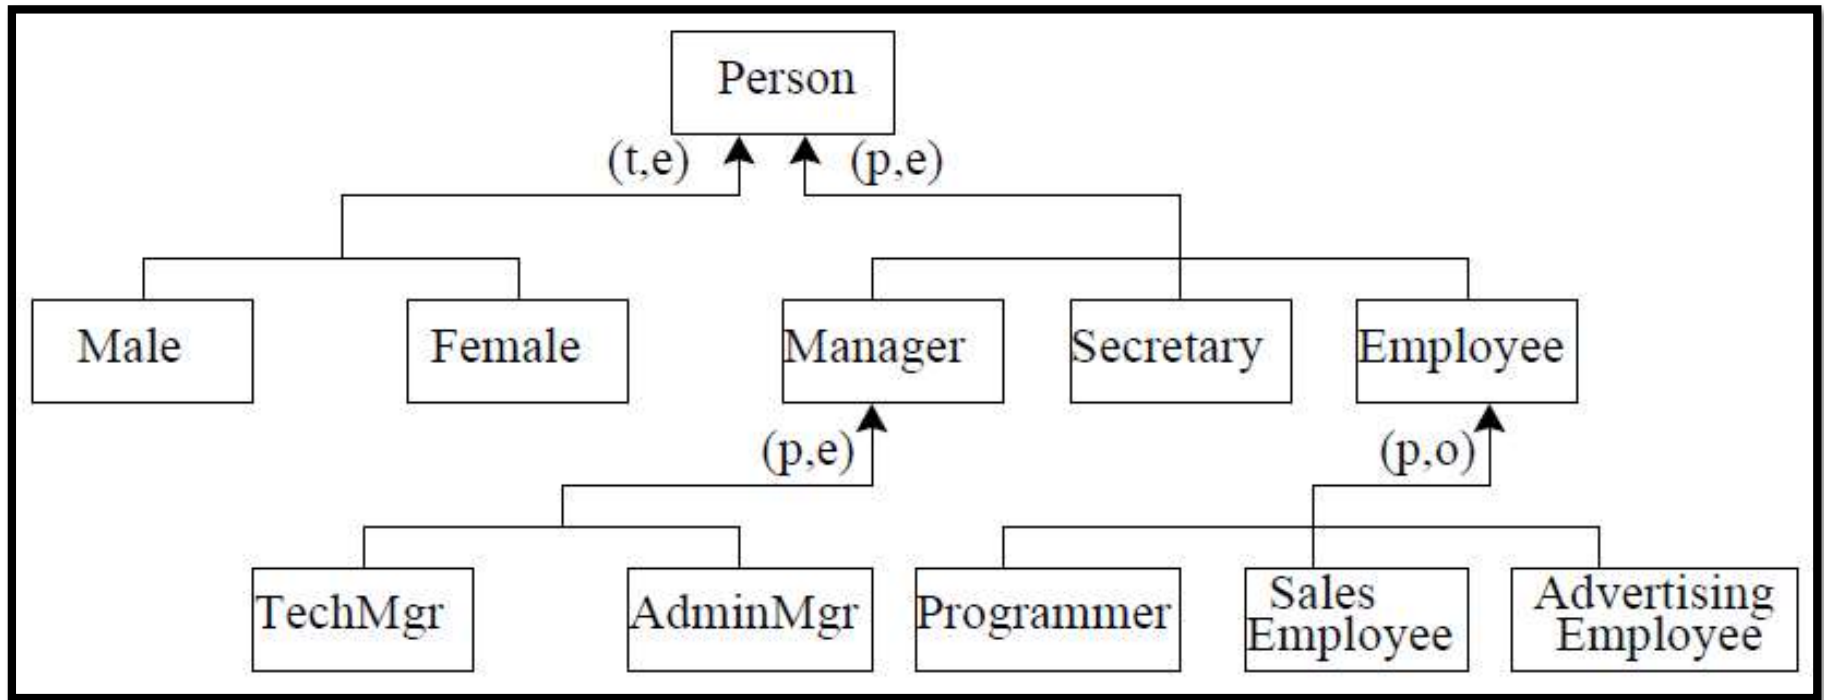 Person
(t,e)
(p,e)
Male
Female
Manager
Secretary
Employee
(p,e)
(p,o)
TechMgr
AdminMgr
Programmer
Sales
Employee
Advertising
Employee